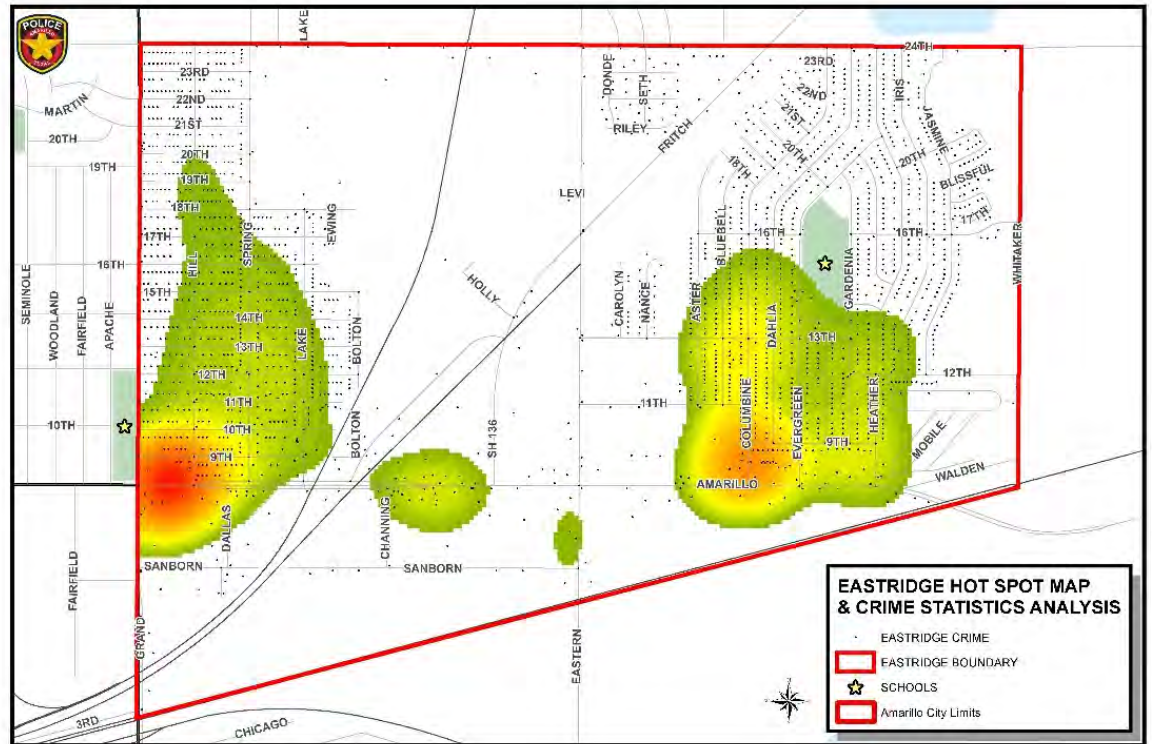 POLICE
AMARILLO
TEXAS
LAKE
24TH
23RD
23RD
22ND
MARTIN
21ST
20TH
20TH
19TH
19TH
18TH
17TH
16TH
15TH
14TH
13TH
12TH
11TH
10TH
10TH
9TH
HILL
SPRING
EWING
LAKE
BOLTON
BOLTON
SEMINOLE
WOODLAND
FAIRFIELD
APACHE
FAIRFIELD
DALLAS
SANBORN
GRAND
3RD
CHICAGO
DONDE
SETH
RILEY
FRITCH
LEVI
HOLLY
SH 136
CHANNING
SANBORN
EASTERN
CAROLYN
NANCE
ASTER
BLUEBELL
18TH
20TH
21ST
22ND
IRIS
JASMINE
20TH
BLISSFUL
17TH
16TH
16TH
GARDENIA
WHITAKER
DAHLIA
13TH
12TH
11TH
COLUMBINE
EVERGREEN
HEATHER
9TH
MOBILE
WALDEN
AMARILLO
EASTRIDGE HOT SPOT MAP
& CRIME STATISTICS ANALYSIS
EASTRIDGE CRIME
EASTRIDGE BOUNDARY
SCHOOLS
Amarillo City Limits